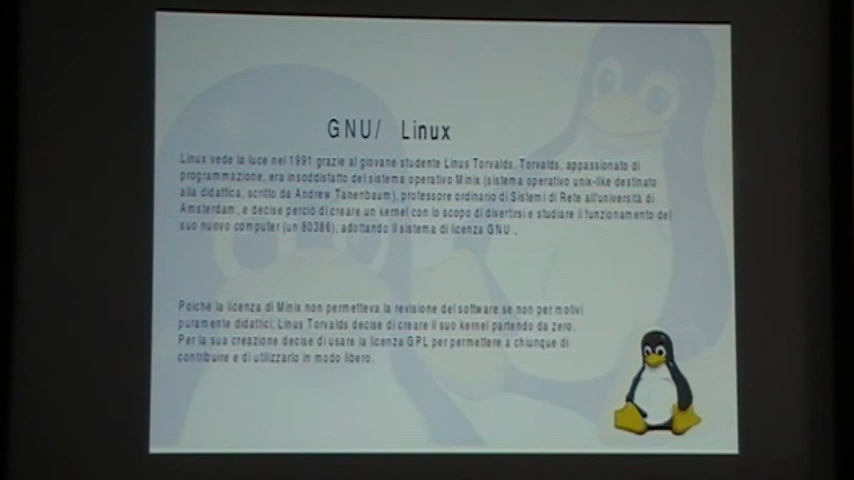 GNU/ Linux
Linux vede la luce nel 1991 grazie al giovane studente Linus Torvalds. Torvalds, appassionato di
programmazione, era insoddisfatto del sistema operativo Minix (sistema operativo unix-like destinato
alla didattica, scritto da Andrew Tanenbaum), professore ordinario di Sistemi di Rete all'università di
Amsterdam, e decise perciò di creare un kernel con lo scopo di divertirsi e studiare il funzionamento del
suo nuovo computer (un 80386), adottando il sistema di licenza GNU .
Poiché la licenza di Minix non permetteva la revisione del software se non per motivi
puramente didattici, Linus Torvalds decise di creare il suo kernel partendo da zero.
Per la sua creazione decise di usare la licenza GPL per permettere a chiunque di
contribuire e di utilizzarlo in modo libero.